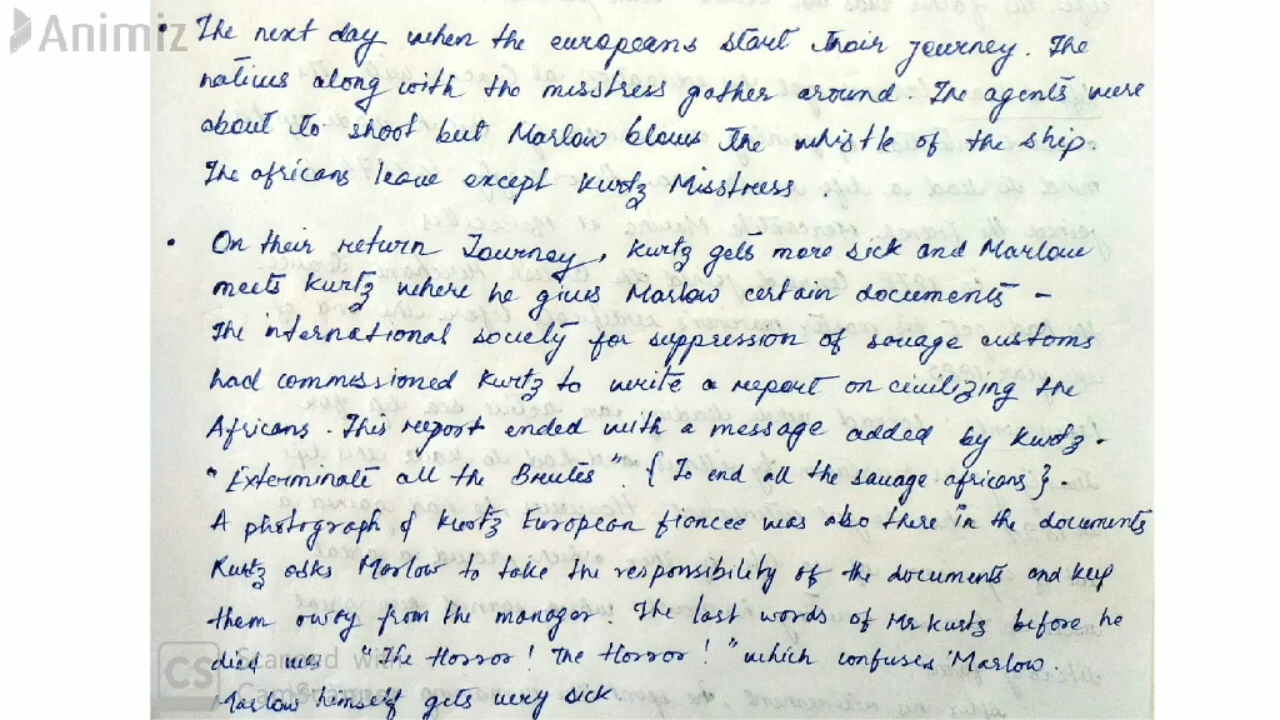 Animiz
• The next day when the europeans start their journey. The
natives along with the misstress gather around. The agents were
about to shoot but Marlow blows the whistle of the ship.
The africans leave except Kurtz Misstress.
• On their return Journey, Kurtz gets more sick and Marlow
meets Kurtz where he gives Marlow certain documents -
The international society for suppression of savage customs
had commissioned Kurtz to write a report on civilizing the
Africans. This report ended with a message added by Kurtz.
"Exterminate all the Breutes". { To end all the savage africans } .
A photograph of Kurtz European fiancee was also there in the documents
Kurtz asks Marlow to take the responsibility of the documents and keep
them away from the manager. The last words of Mr Kurtz before he
died was "The Horror! The Horror!" which confuses Marlow.
Marlow himself gets very sick
CS
Scanned with
CamScanner